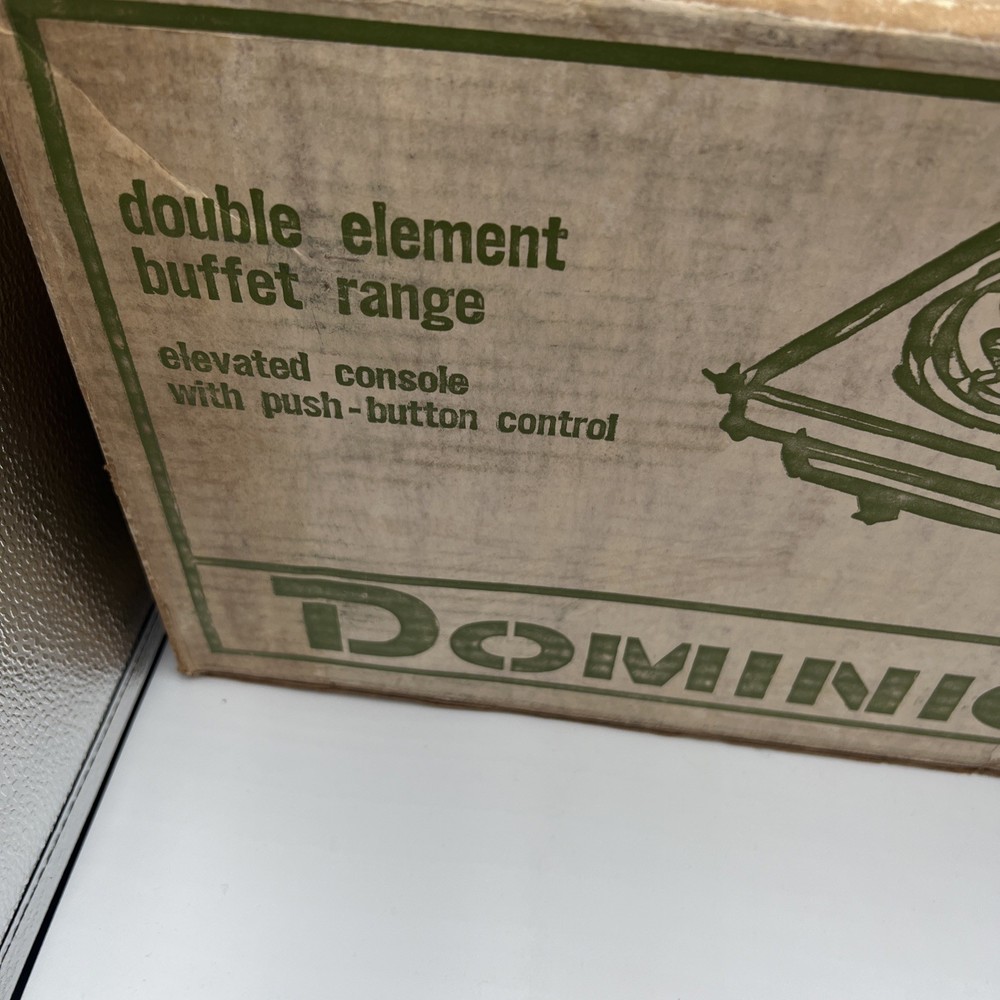 double element
buffet range
elevated console
with push-button control
DOMINI